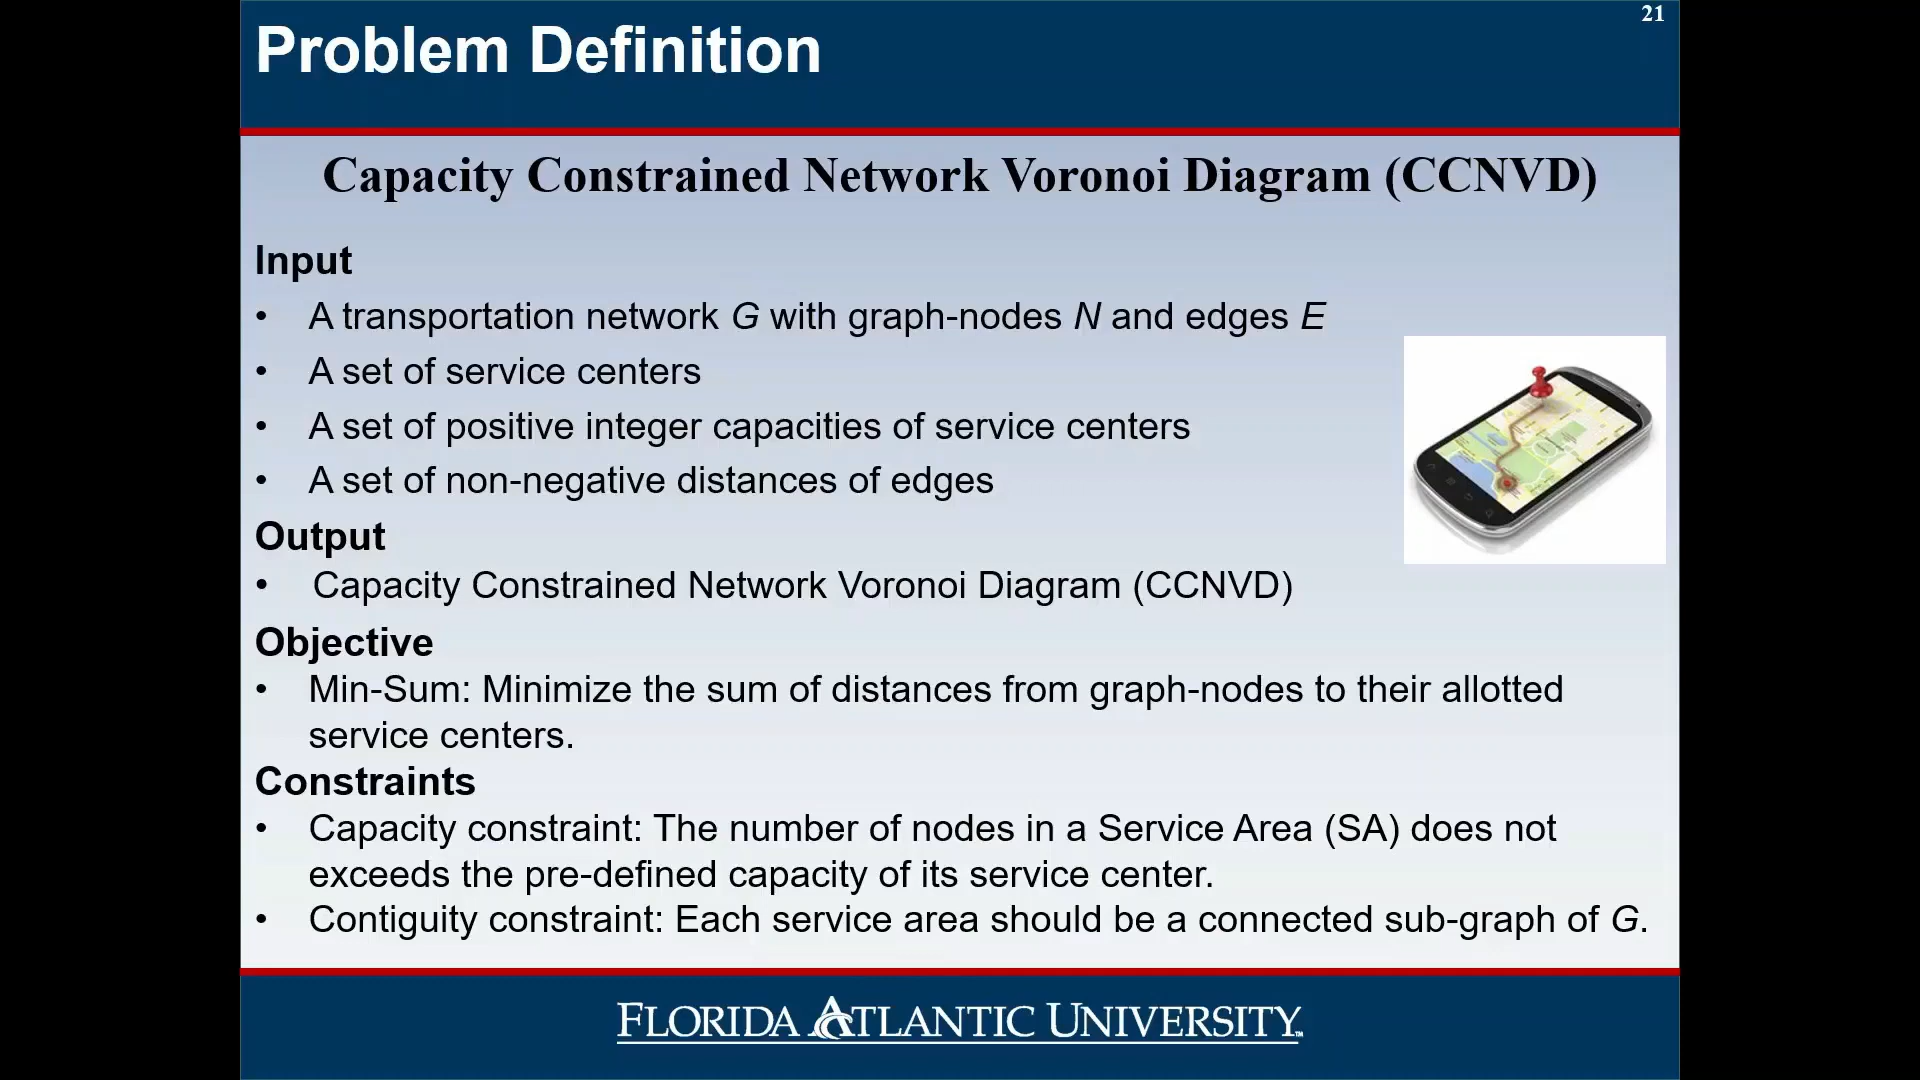 21
Problem Definition
Capacity Constrained Network Voronoi Diagram (CCNVD)
Input
• A transportation network G with graph-nodes N and edges E
• A set of service centers
• A set of positive integer capacities of service centers
• A set of non-negative distances of edges
Output
• Capacity Constrained Network Voronoi Diagram (CCNVD)
Objective
• Min-Sum: Minimize the sum of distances from graph-nodes to their allotted
service centers.
Constraints
• Capacity constraint: The number of nodes in a Service Area (SA) does not
exceeds the pre-defined capacity of its service center.
• Contiguity constraint: Each service area should be a connected sub-graph of G.
FLORIDA ATLANTIC UNIVERSITY™